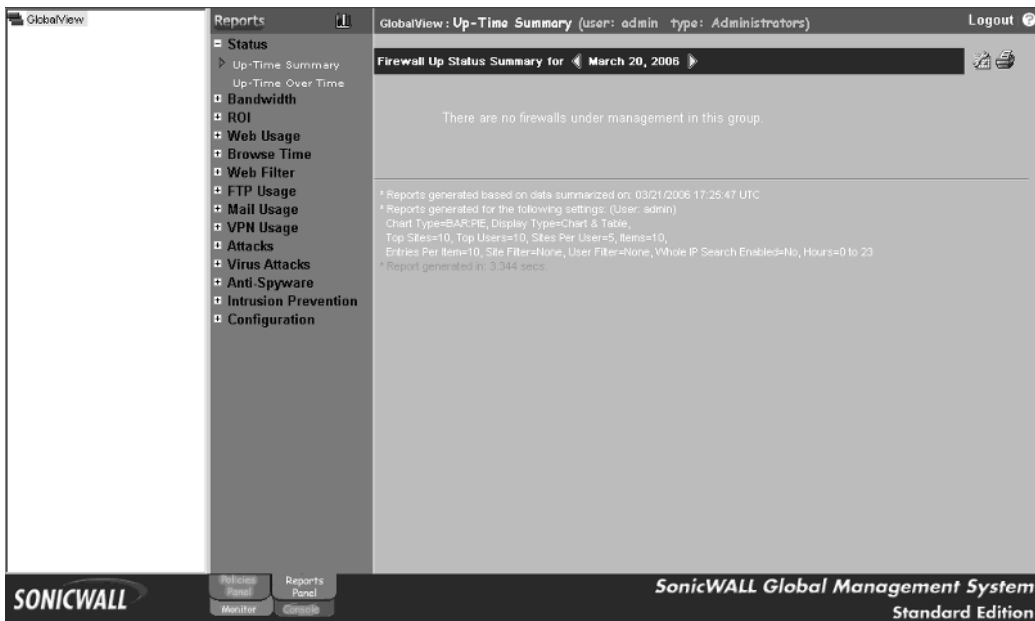 GlobalView
Reports
Status
Up-Time Summary
Up-Time Over Time
Bandwidth
ROI
Web Usage
Browse Time
Web Filter
FTP Usage
Mail Usage
VPN Usage
Attacks
Virus Attacks
Anti-Spyware
Intrusion Prevention
Configuration
GlobalView : Up-Time Summary (user: admin type: Administrators)
Logout ?
Firewall Up Status Summary for March 20, 2006
There are no firewalls under management in this group.
* Reports generated based on data summarized on: 03/21/2006 17:25:47 UTC
* Reports generated for the following settings: (User: admin)
Chart Type=BAR:PIE, Display Type=Chart & Table,
Top Sites=10, Top Users=10, Sites Per User=5, Items=10,
Entries Per Item=10, Site Filter=None, User Filter=None, Whole IP Search Enabled=No, Hours=0 to 23
* Report generated in: 3.344 secs.
SONICWALL
Policies Panel
Reports Panel
Monitor
Console
SonicWALL Global Management System
Standard Edition